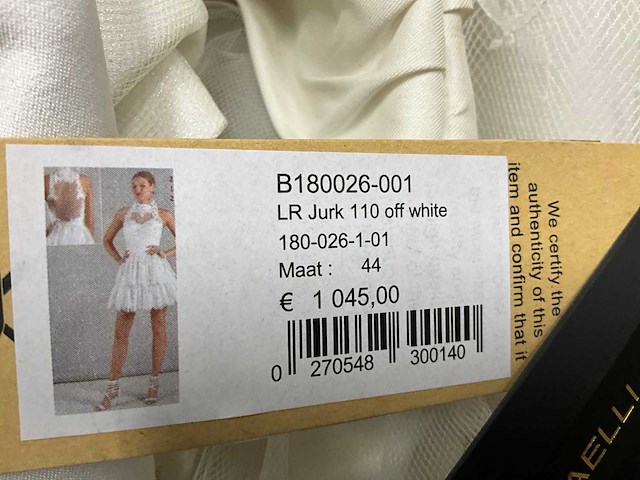 B180026-001
LR Jurk 110 off white
180-026-1-01
Maat : 44
€ 1 045,00
0 270548 300140
We certify the
authenticity of this
item and confirm that it
AELLI